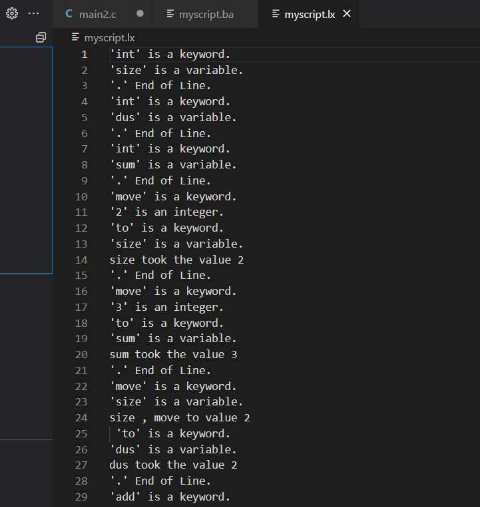 main2.c
myscript.ba
myscript.lx
myscript.lx
1 'int' is a keyword.
2 'size' is a variable.
3 '.' End of Line.
4 'int' is a keyword.
5 'dus' is a variable.
6 '.' End of Line.
7 'int' is a keyword.
8 'sum' is a variable.
9 '.' End of Line.
10 'move' is a keyword.
11 '2' is an integer.
12 'to' is a keyword.
13 'size' is a variable.
14 size took the value 2
15 '.' End of Line.
16 'move' is a keyword.
17 '3' is an integer.
18 'to' is a keyword.
19 'sum' is a variable.
20 sum took the value 3
21 '.' End of Line.
22 'move' is a keyword.
23 'size' is a variable.
24 size , move to value 2
25  'to' is a keyword.
26 'dus' is a variable.
27 dus took the value 2
28 '.' End of Line.
29 'add' is a keyword.